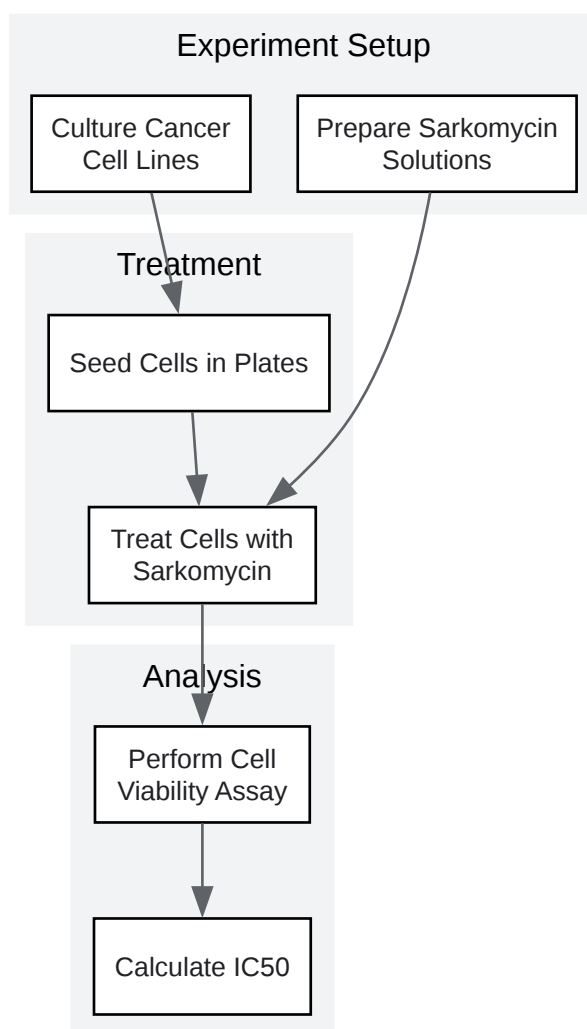 Experiment Setup
Culture Cancer
Cell Lines
Prepare Sarkomycin
Solutions
Treatment
Seed Cells in Plates
Treat Cells with
Sarkomycin
Analysis
Perform Cell
Viability Assay
Calculate IC50